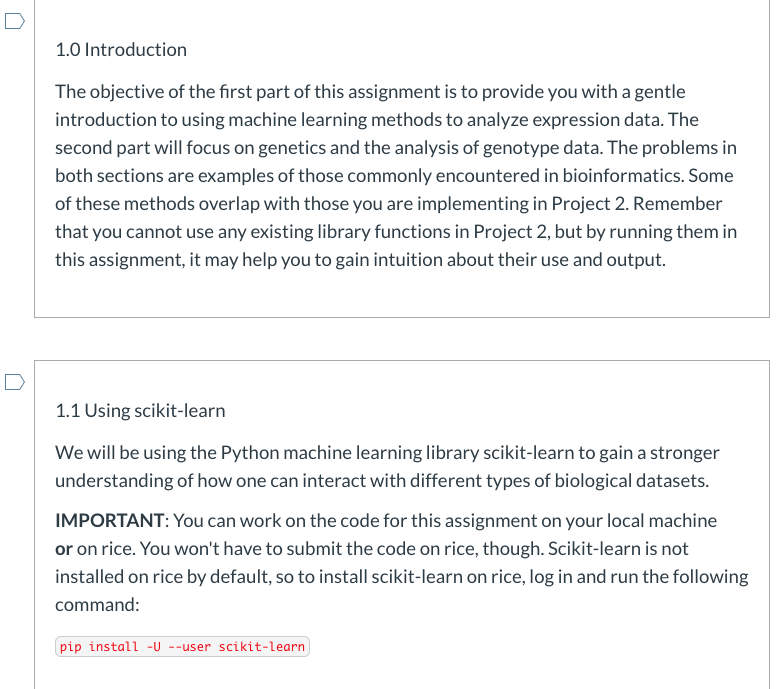 1.0 Introduction
The objective of the first part of this assignment is to provide you with a gentle
introduction to using machine learning methods to analyze expression data. The
second part will focus on genetics and the analysis of genotype data. The problems in
both sections are examples of those commonly encountered in bioinformatics. Some
of these methods overlap with those you are implementing in Project 2. Remember
that you cannot use any existing library functions in Project 2, but by running them in
this assignment, it may help you to gain intuition about their use and output.
1.1 Using scikit-learn
We will be using the Python machine learning library scikit-learn to gain a stronger
understanding of how one can interact with different types of biological datasets.
IMPORTANT: You can work on the code for this assignment on your local machine
or on rice. You won't have to submit the code on rice, though. Scikit-learn is not
installed on rice by default, so to install scikit-learn on rice, log in and run the following
command:
pip install -U --user scikit-learn